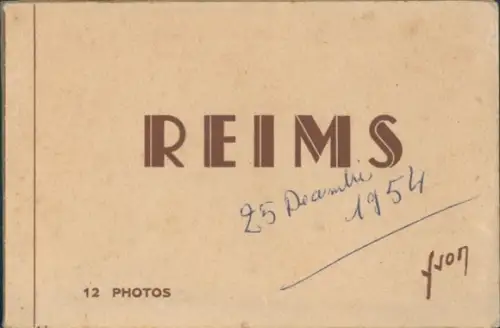 REIMS
25 Decembre
1954
12 PHOTOS
yvon